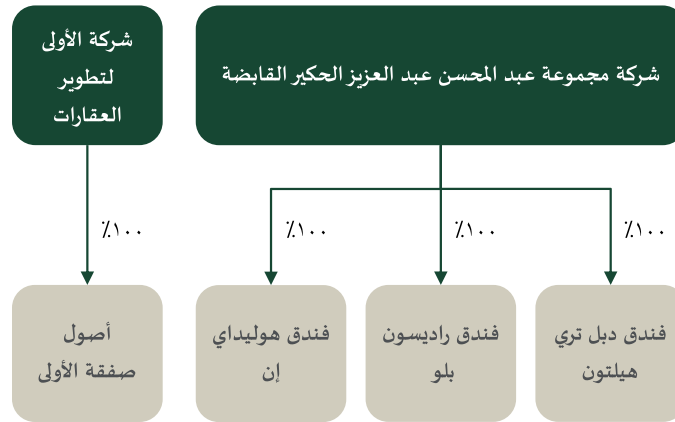 شركة مجموعة عبد المحسن عبد العزيز الحكير القابضة
شركة الأولى
لتطوير
العقارات
٪١٠٠
٪١٠٠
٪١٠٠
٪١٠٠
فندق دبل تري
هيلتون
فندق راديسون
بلو
فندق هوليداي
إن
أصول
صفقة الأولى